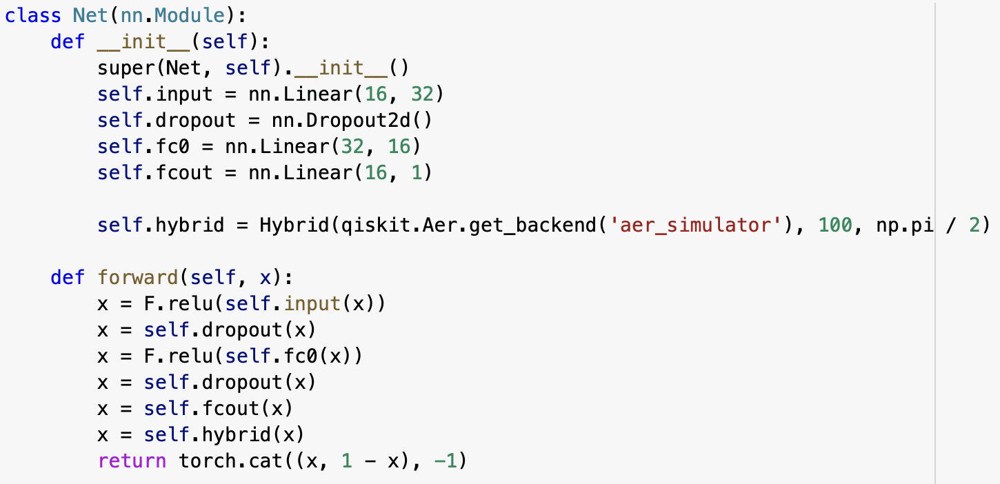 class Net(nn.Module):
    def __init__(self):
        super(Net, self).__init__()
        self.input = nn.Linear(16, 32)
        self.dropout = nn.Dropout2d()
        self.fc0 = nn.Linear(32, 16)
        self.fcout = nn.Linear(16, 1)

        self.hybrid = Hybrid(qiskit.Aer.get_backend('aer_simulator'), 100, np.pi / 2)

    def forward(self, x):
        x = F.relu(self.input(x))
        x = self.dropout(x)
        x = F.relu(self.fc0(x))
        x = self.dropout(x)
        x = self.fcout(x)
        x = self.hybrid(x)
        return torch.cat((x, 1 - x), -1)